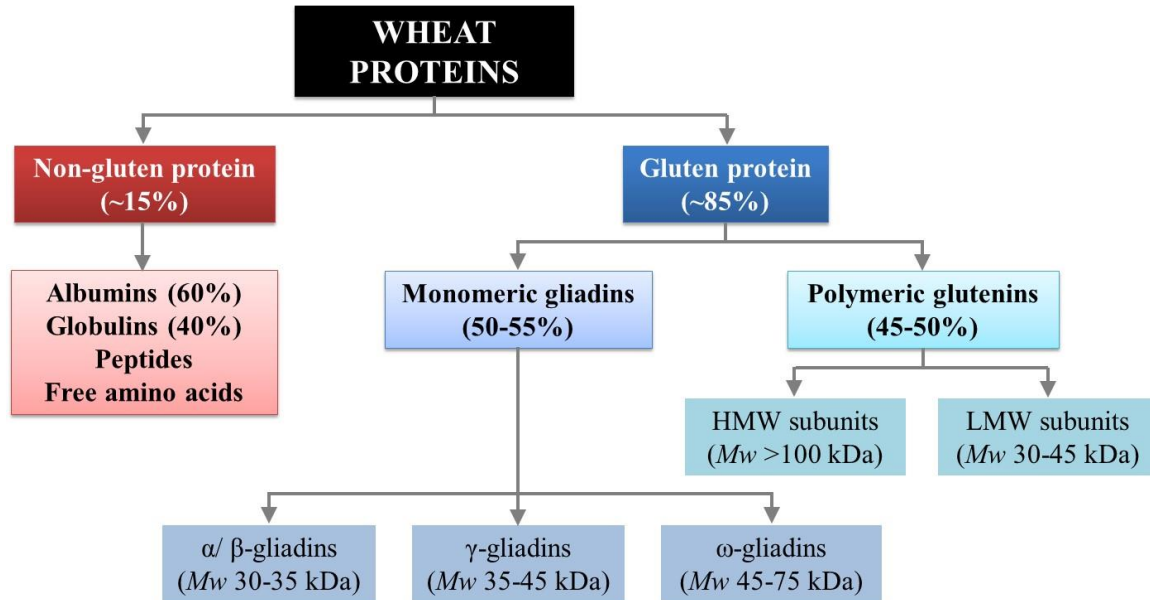 WHEAT
PROTEINS
Non-gluten protein
(~15%)
Gluten protein
(~85%)
Albumins (60%)
Globulins (40%)
Peptides
Free amino acids
Monomeric gliadins
(50-55%)
Polymeric glutenins
(45-50%)
HMW subunits
(Mw >100 kDa)
LMW subunits
(Mw 30-45 kDa)
α/ β-gliadins
(Mw 30-35 kDa)
γ-gliadins
(Mw 35-45 kDa)
ω-gliadins
(Mw 45-75 kDa)